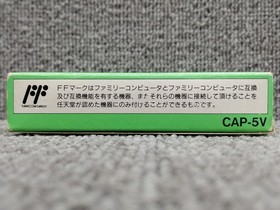 FFマークはファミリーコンピュータとファミリーコンピュータに互換
及び互換機能を有する機器、またそれらの機器に接続して頂けることを
任天堂が認めた機器にのみ付けることができるものです。
CAP-5V